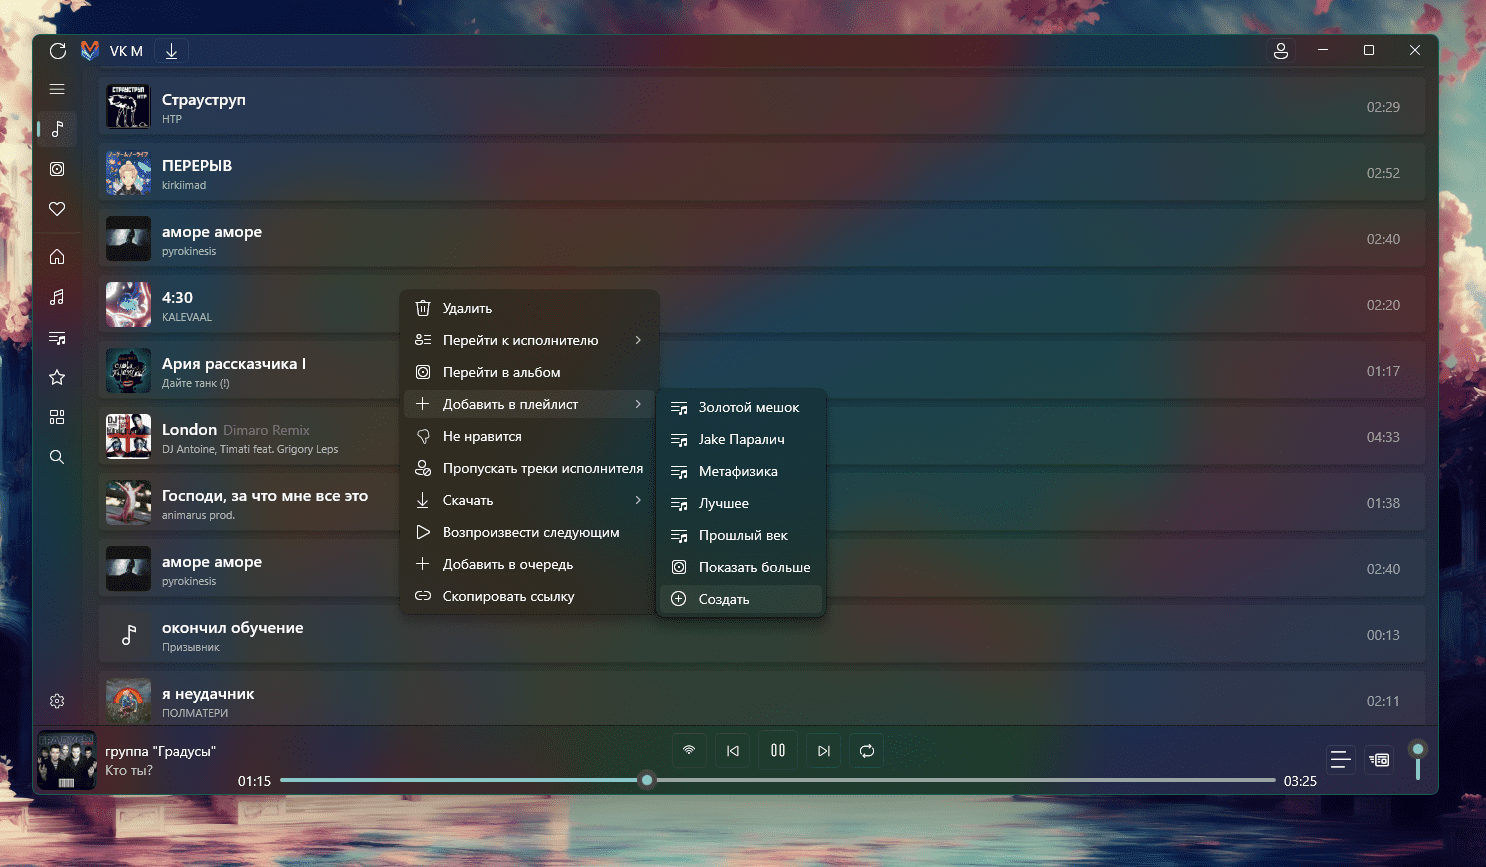 VK M
Страуструп
НТР
02:29
ПЕРЕРЫВ
kirkiimad
02:52
аморе аморе
pyrokinesis
02:40
4:30
KALEVAAL
02:20
Ария рассказчика I
Дайте танк (!)
01:17
London Dimaro Remix
DJ Antoine, Timati feat. Grigory Leps
04:33
Господи, за что мне все это
animarus prod.
01:38
аморе аморе
pyrokinesis
02:40
окончил обучение
Призывник
00:13
я неудачник
ПОЛМАТЕРИ
02:11
Удалить
Перейти к исполнителю
Перейти в альбом
Добавить в плейлист
Не нравится
Пропускать треки исполнителя
Скачать
Возпроизвести следующим
Добавить в очередь
Скопировать ссылку
Золотой мешок
Jake Паралич
Метафизика
Лучшее
Прошлый век
Показать больше
Создать
группа "Градусы"
Кто ты?
01:15
03:25
СТРАУСТРУП
НТР
ГРАДУСЫ